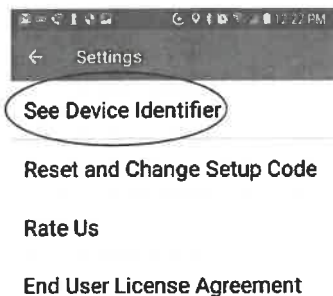 12:22 PM
Settings
See Device Identifier
Reset and Change Setup Code
Rate Us
End User License Agreement